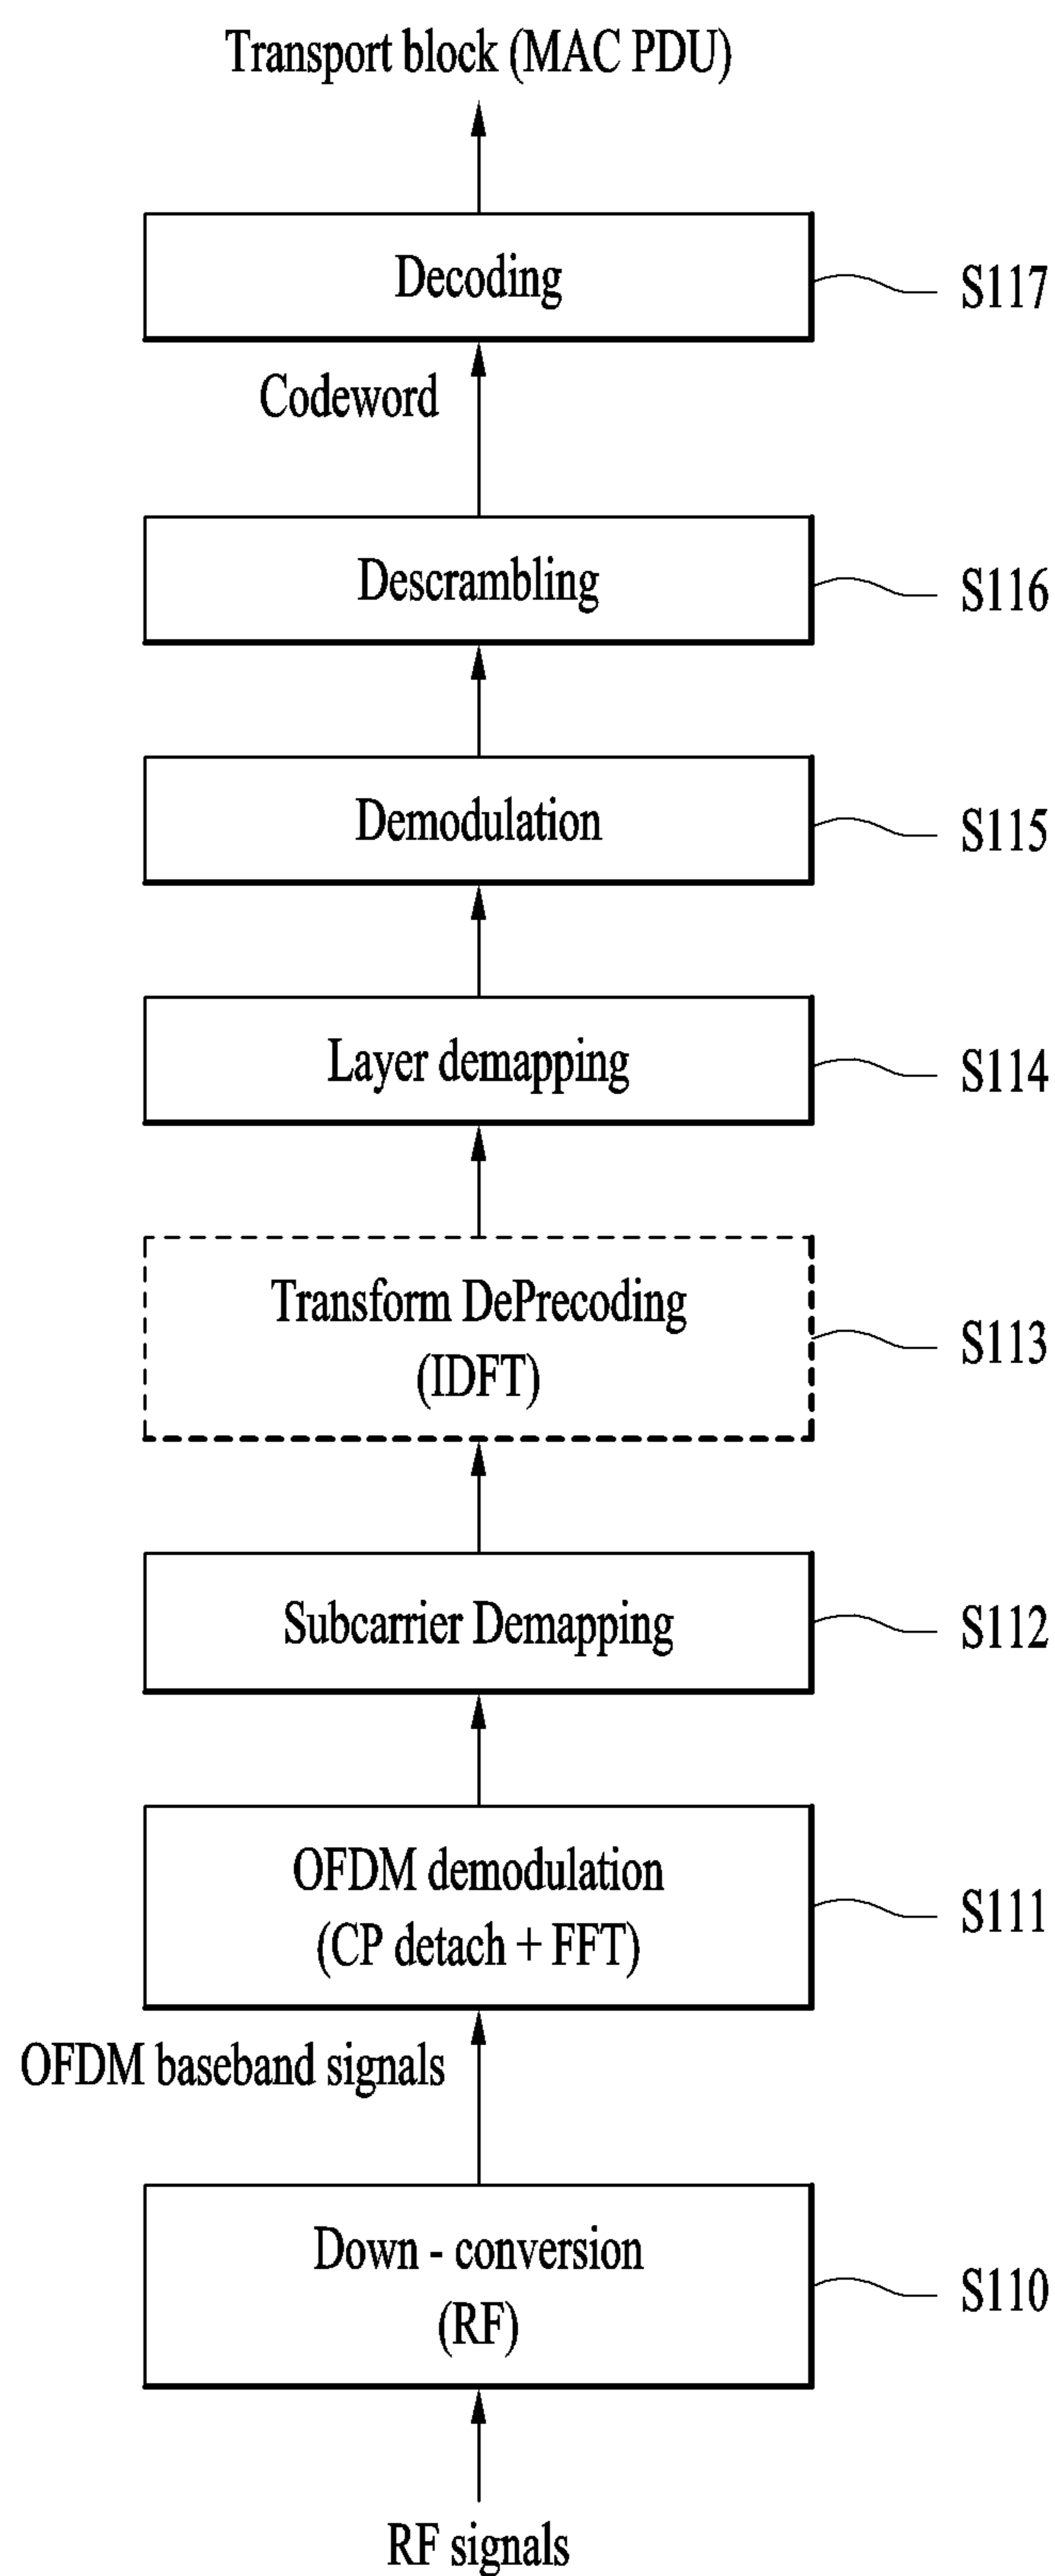 Transport block (MAC PDU)
Decoding
S117
Codeword
Descrambling
S116
Demodulation
S115
Layer demapping
S114
Transform DePrecoding
(IDFT)
S113
Subcarrier Demapping
S112
OFDM demodulation
(CP detach + FFT)
S111
OFDM baseband signals
Down - conversion
(RF)
S110
RF signals